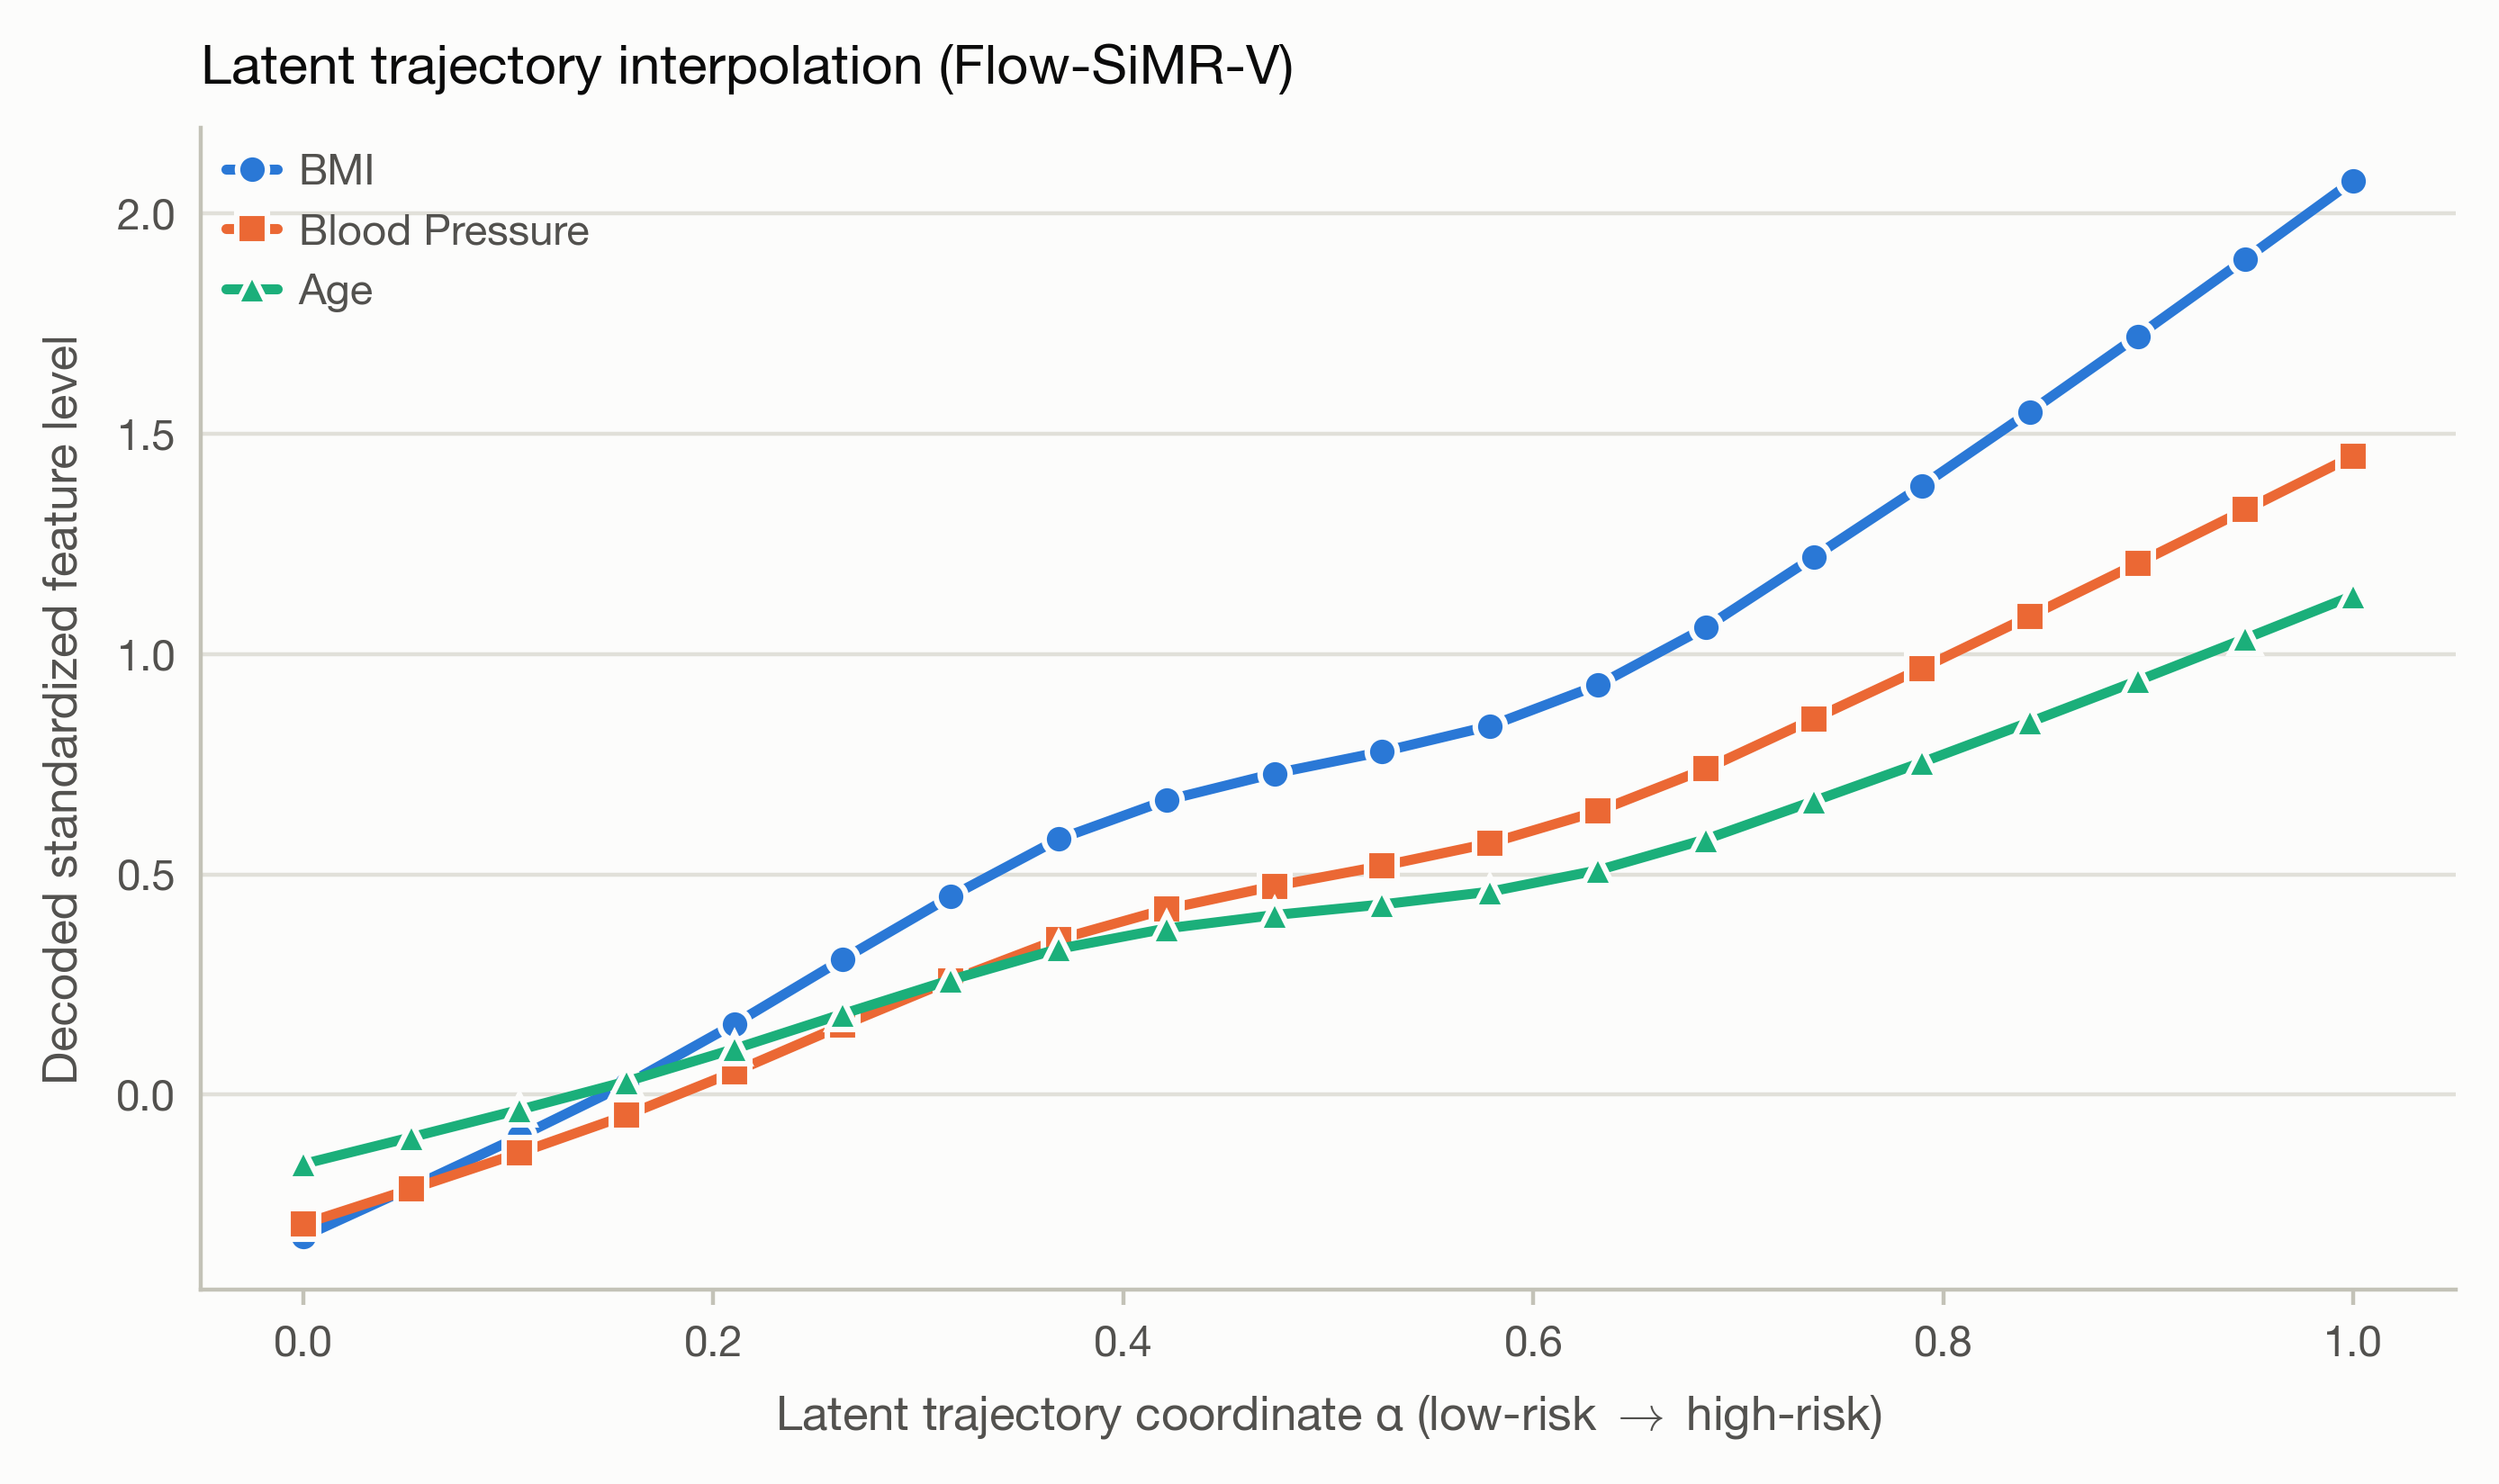 Latent trajectory interpolation (Flow-SiMR-V)
BMI
Blood Pressure
Age
Decoded standardized feature level
2.0
1.5
1.0
0.5
0.0
0.0 0.2 0.4 0.6 0.8 1.0
Latent trajectory coordinate α (low-risk → high-risk)